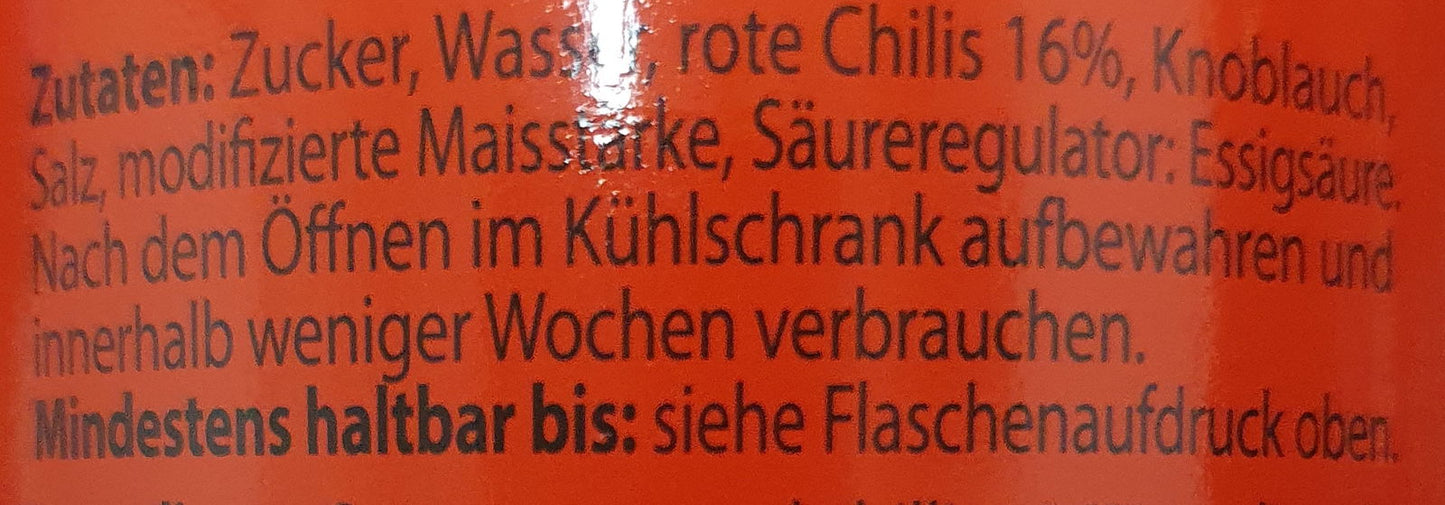 Zutaten: Zucker, Wasser, rote Chilis 16%, Knoblauch,
Salz, modifizierte Maisstärke, Säureregulator: Essigsäure.
Nach dem Öffnen im Kühlschrank aufbewahren und
innerhalb weniger Wochen verbrauchen.
Mindestens haltbar bis: siehe Flaschenaufdruck oben.